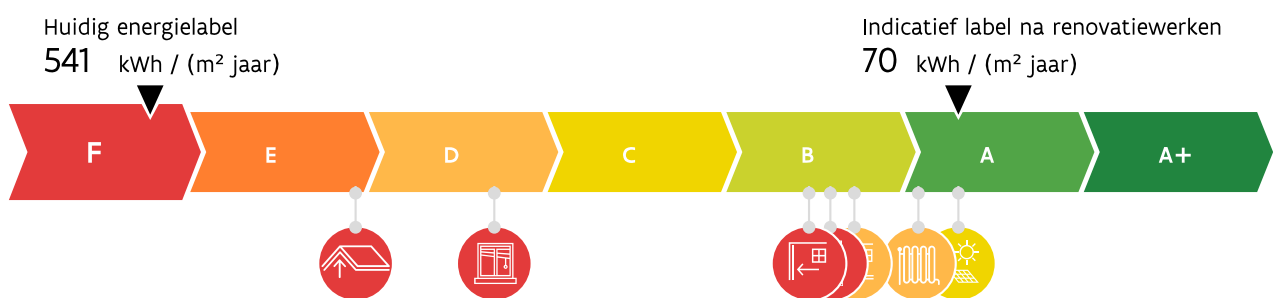 Huidig energielabel
541 kWh / (m² jaar)
Indicatief label na renovatiewerken
70 kWh / (m² jaar)
F E D C B A A+